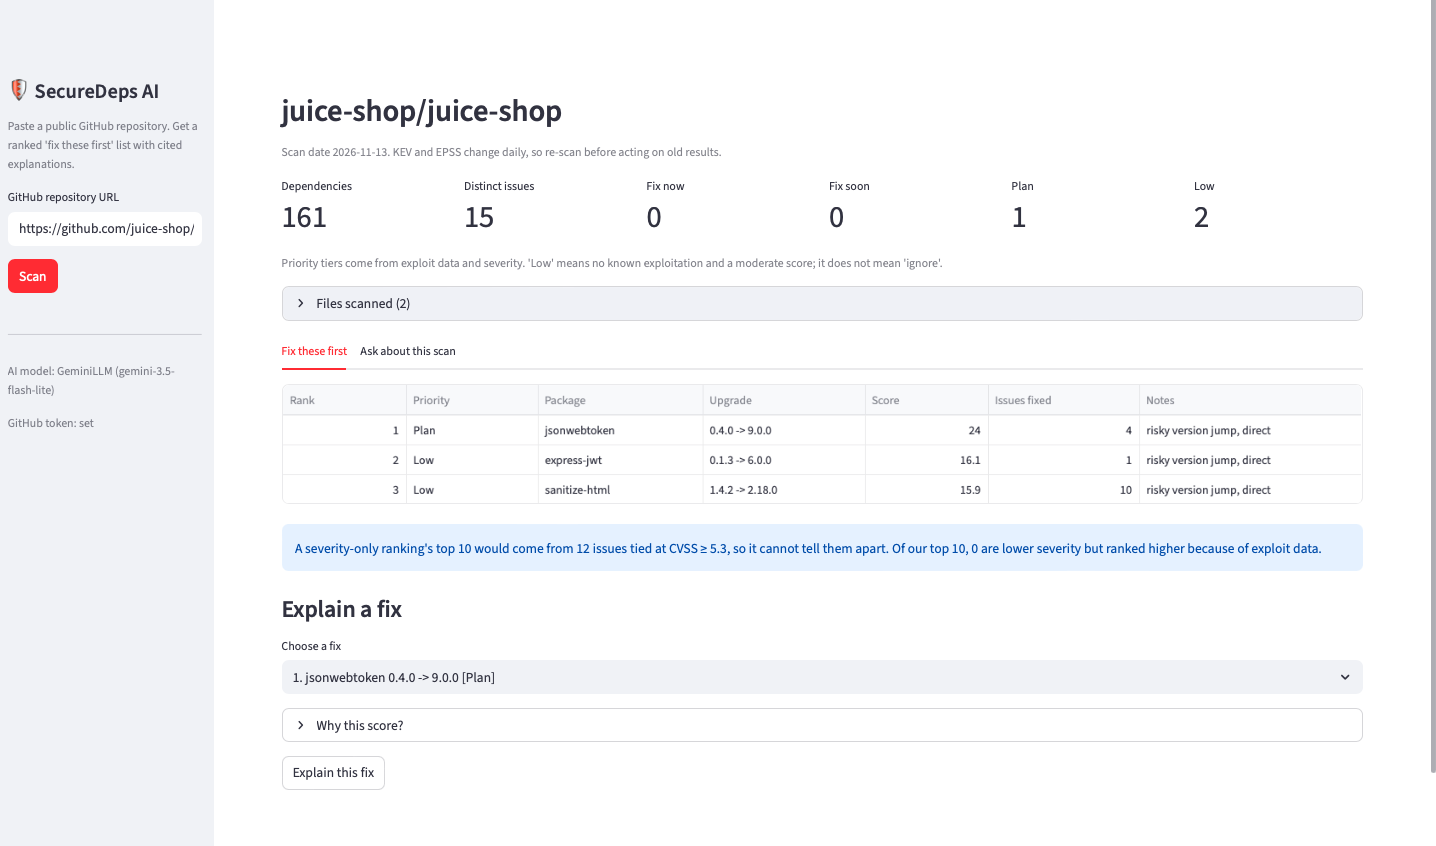 SecureDeps AI
Paste a public GitHub repository. Get a
ranked 'fix these first' list with cited
explanations.
GitHub repository URL
https://github.com/juice-shop/
Scan
AI model: GeminiLLM (gemini-3.5-
flash-lite)
GitHub token: set
juice-shop/juice-shop
Scan date 2026-11-13. KEV and EPSS change daily, so re-scan before acting on old results.
Dependencies Distinct issues Fix now Fix soon Plan Low
161 15 0 0 1 2
Priority tiers come from exploit data and severity. 'Low' means no known exploitation and a moderate score; it does not mean 'ignore'.
Files scanned (2)
Fix these first Ask about this scan
Rank Priority Package Upgrade Score Issues fixed Notes
1 Plan jsonwebtoken 0.4.0 -> 9.0.0 24 4 risky version jump, direct
2 Low express-jwt 0.1.3 -> 6.0.0 16.1 1 risky version jump, direct
3 Low sanitize-html 1.4.2 -> 2.18.0 15.9 10 risky version jump, direct
A severity-only ranking's top 10 would come from 12 issues tied at CVSS ≥ 5.3, so it cannot tell them apart. Of our top 10, 0 are lower severity but ranked higher because of exploit data.
Explain a fix
Choose a fix
1. jsonwebtoken 0.4.0 -> 9.0.0 [Plan]
Why this score?
Explain this fix